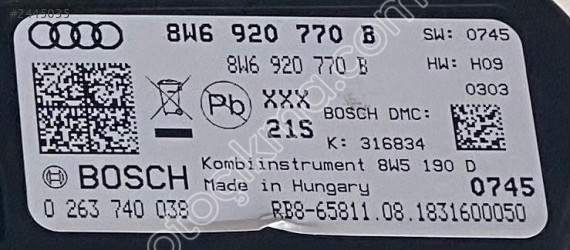 #2445035
8W6 920 770 B SW: 0745
8W6 920 770 B HW: H09
0303
Pb XXX
21S
BOSCH DMC:
K: 316834
Kombiinstrument 8W5 190 D
BOSCH Made in Hungary 0745
0 263 740 038 RB8-65811.08.1831600050